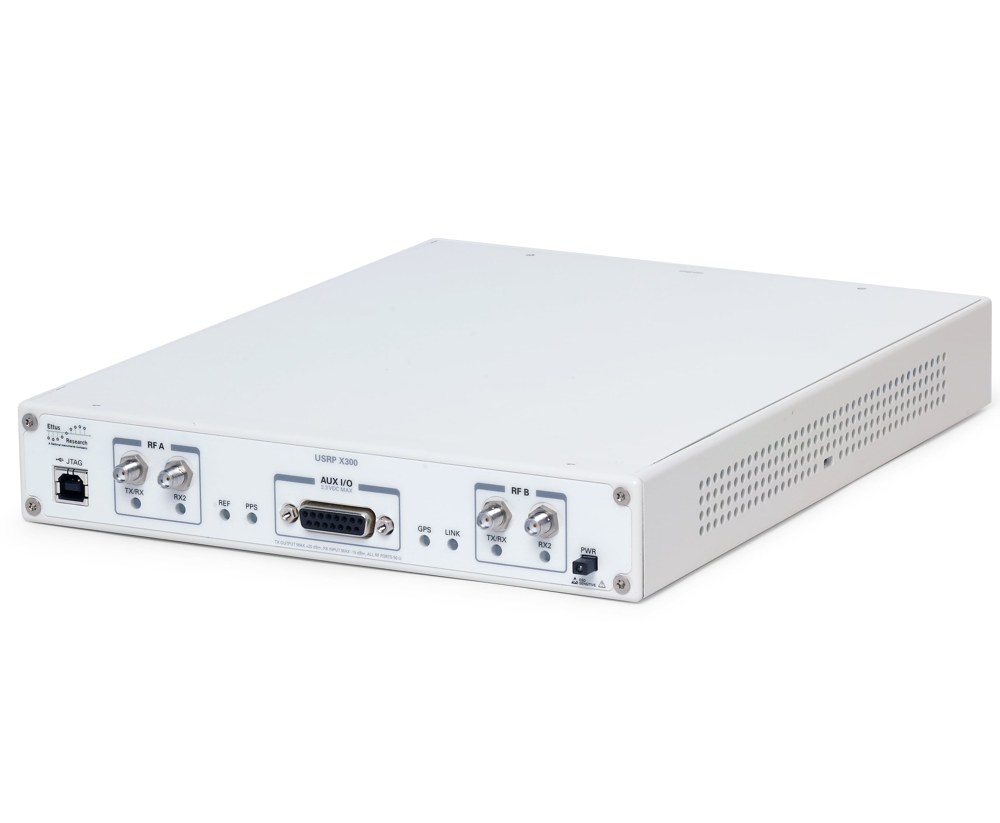 Ettus
Research
A National Instruments Company
JTAG
RF A
TX/RX
RX2
REF
PPS
USRP X300
AUX I/O
3.3 VDC MAX
TX OUTPUT MAX +20 dBm, RX INPUT MAX -15 dBm, ALL RF PORTS 50 Ω
GPS
LINK
RF B
TX/RX
RX2
PWR
ESD
SENSITIVE